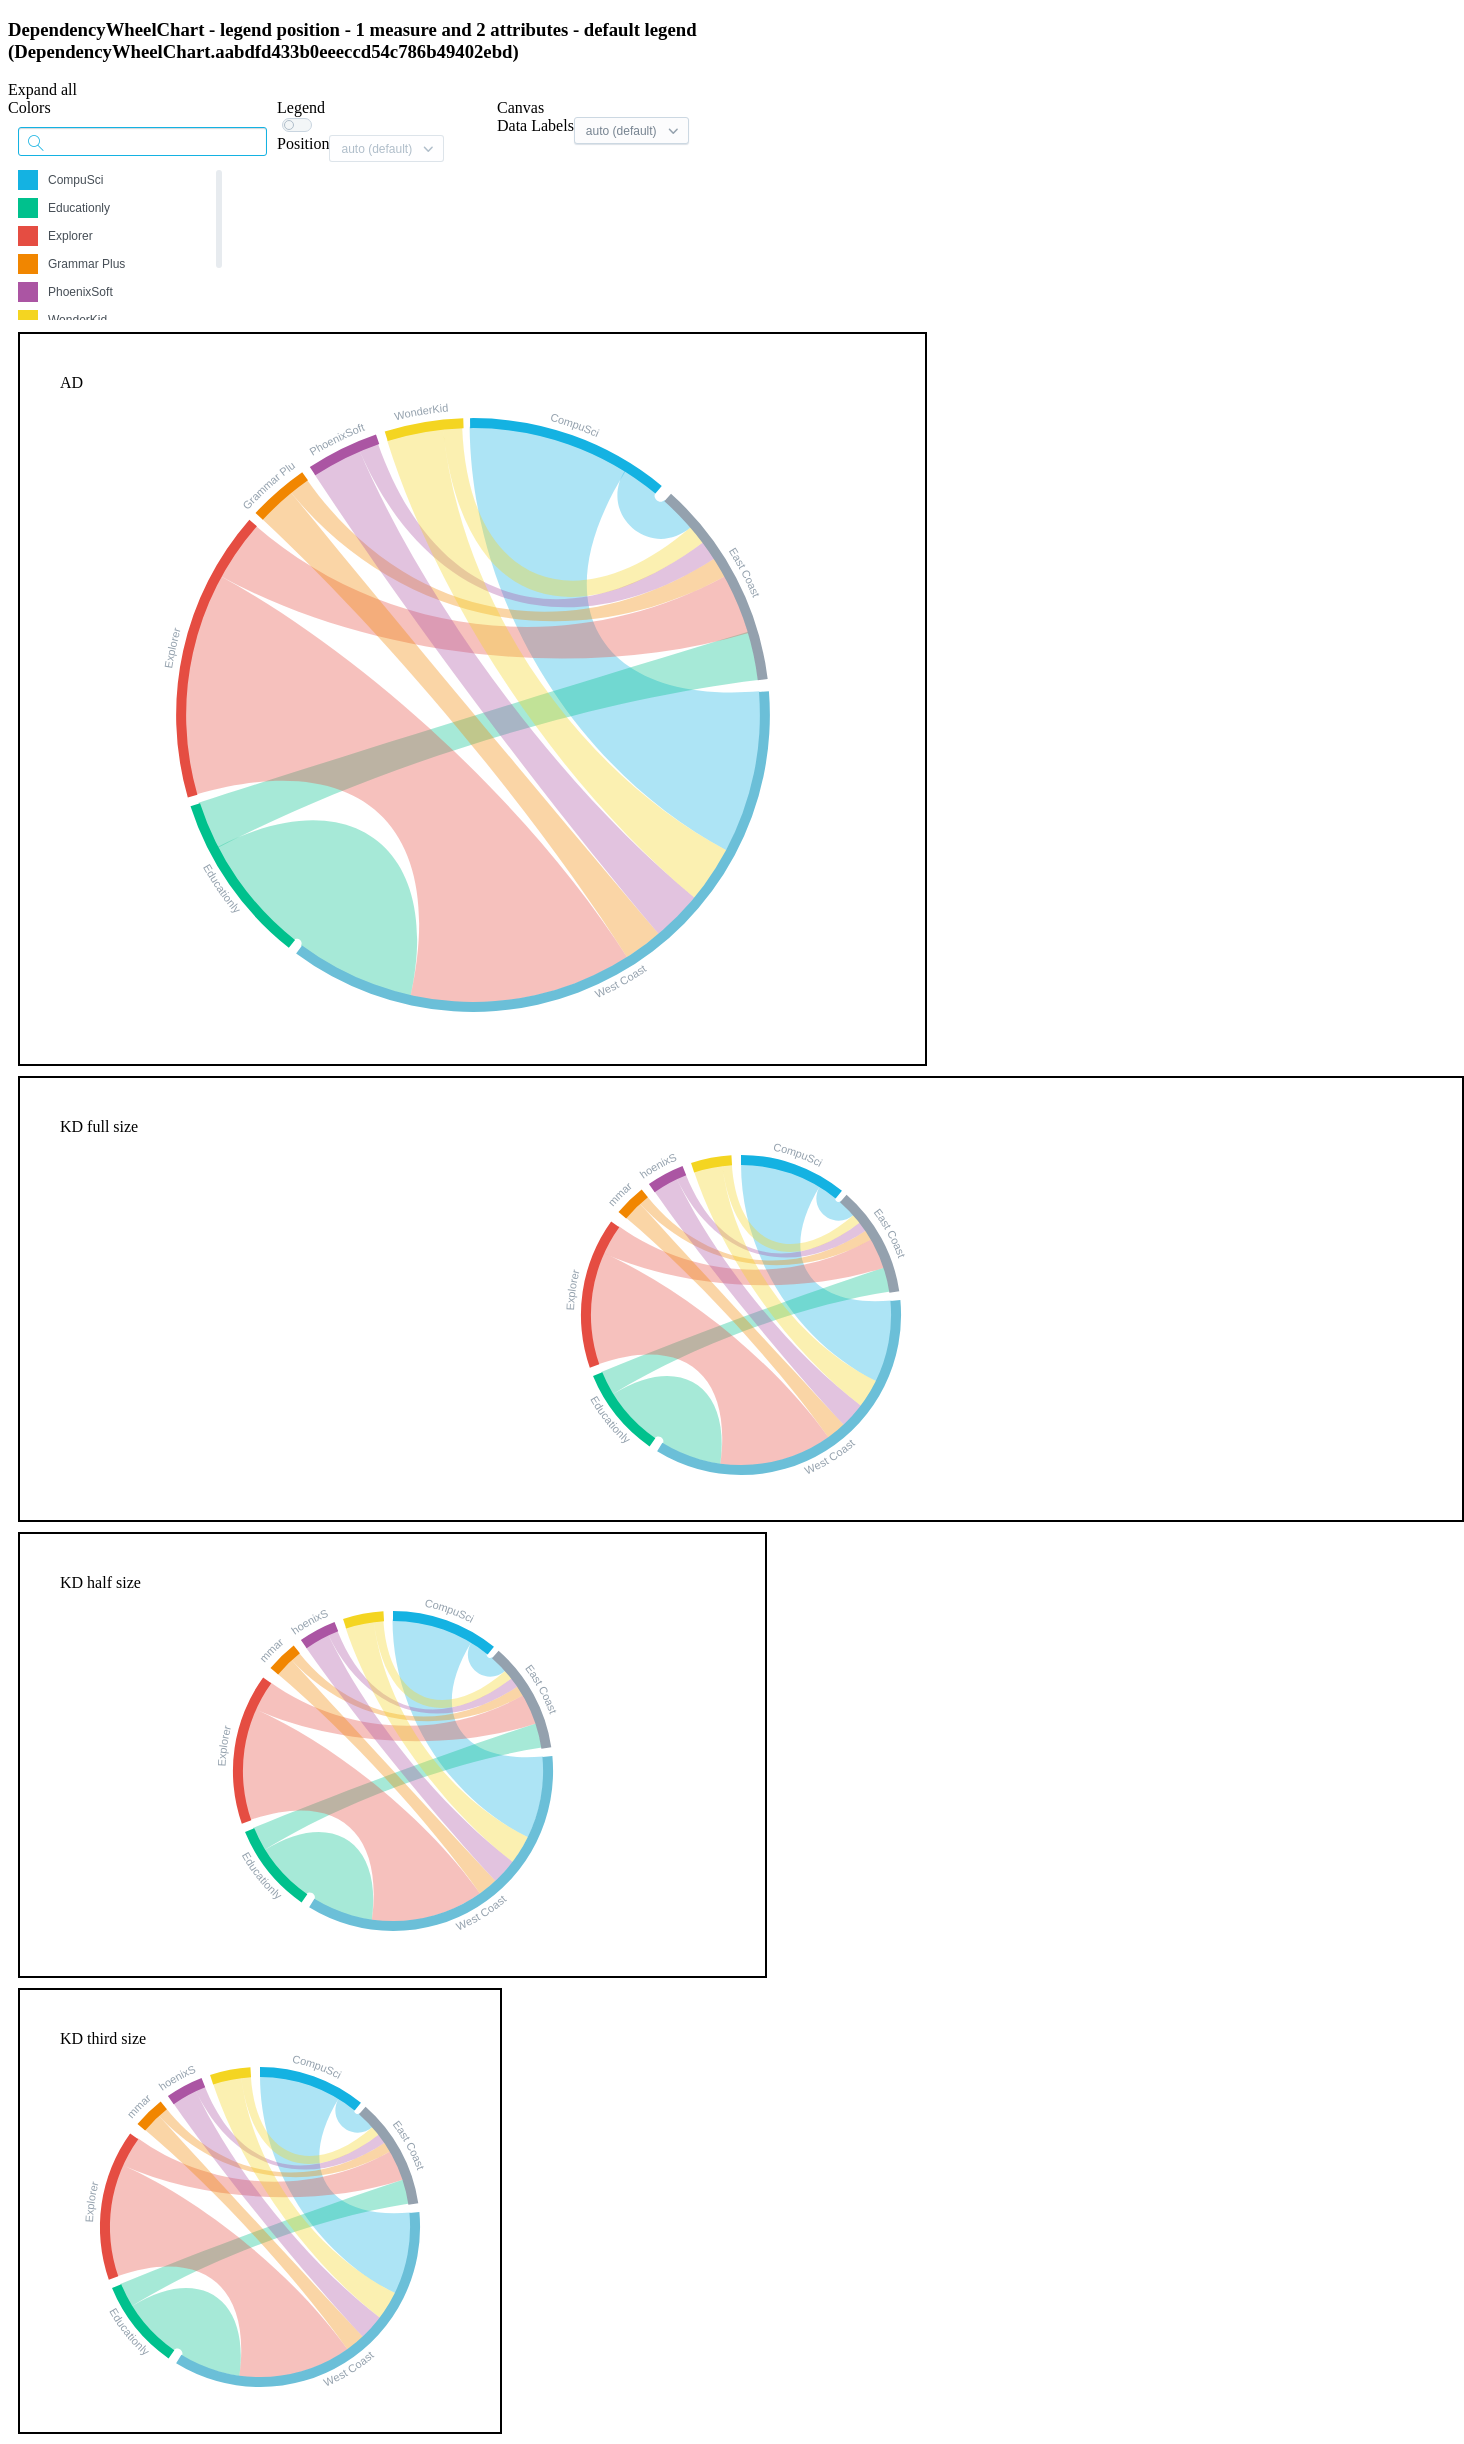 DependencyWheelChart - legend position - 1 measure and 2 attributes - default legend
(DependencyWheelChart.aabdfd433b0eeeccd54c786b49402ebd)
Expand all
Colors
Legend
Canvas
Data Labels
auto (default)
Position
auto (default)
CompuSci
Educationly
Explorer
Grammar Plus
PhoenixSoft
WonderKid
AD
WonderKid
CompuSci
PhoenixSoft
Grammar Plu
East Coast
Explorer
Educationly
West Coast
KD full size
CompuSci
hoenixS
mmar
East Coast
Explorer
Educationly
West Coast
KD half size
CompuSci
hoenixS
mmar
East Coast
Explorer
Educationly
West Coast
KD third size
CompuSci
hoenixS
mmar
East Coast
Explorer
Educationly
West Coast